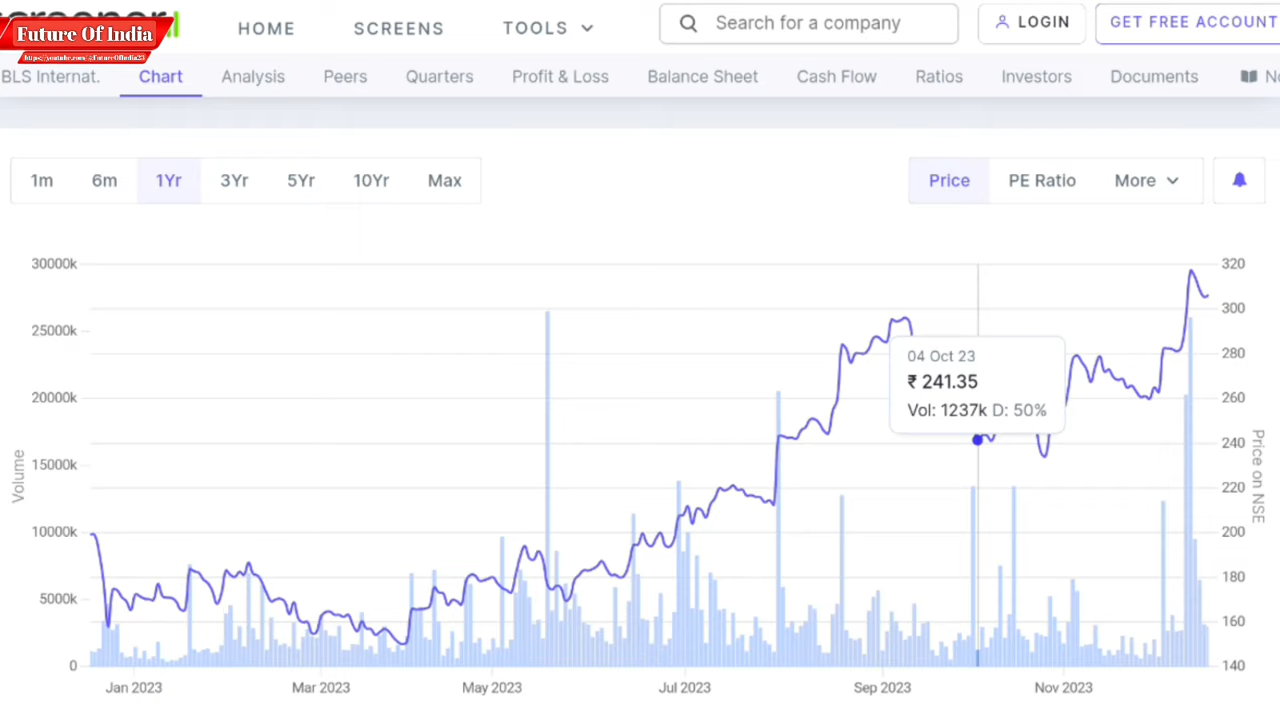 HOME SCREENS TOOLS Search for a company LOGIN GET FREE ACCOUNT
Future Of India
BLS Internat. Chart Analysis Peers Quarters Profit & Loss Balance Sheet Cash Flow Ratios Investors Documents
1m 6m 1Yr 3Yr 5Yr 10Yr Max Price PE Ratio More
30000k 320
300
25000k
280
20000k 260
240
15000k
220
10000k 200
180
5000k
160
0 140
Volume
Price on NSE
04 Oct 23
₹ 241.35
Vol: 1237k D: 50%
Jan 2023 Mar 2023 May 2023 Jul 2023 Sep 2023 Nov 2023